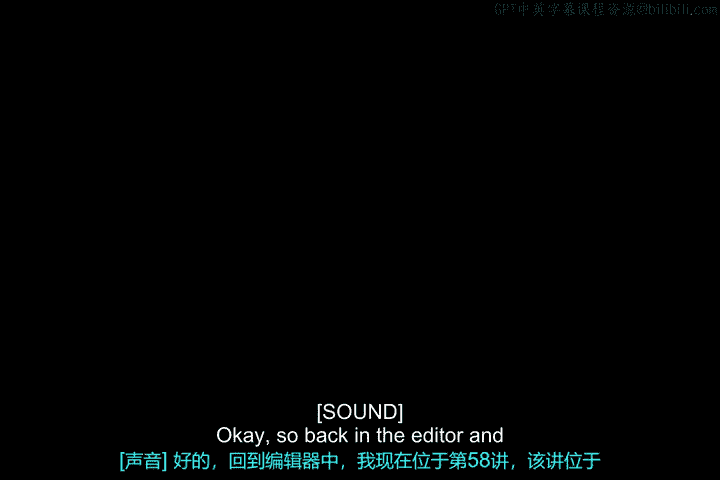 GPT中英字幕课程资源@bilibili.com
[SOUND]
Okay, so back in the editor and
[声音] 好的，回到编辑器中，我现在位于第58讲，该讲位于